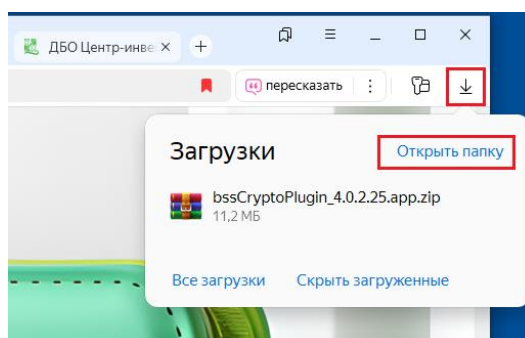 ДБО Центр-инве
пересказать
Загрузки
Открыть папку
bssCryptoPlugin_4.0.2.25.app.zip
11,2 МБ
Все загрузки
Скрыть загруженные